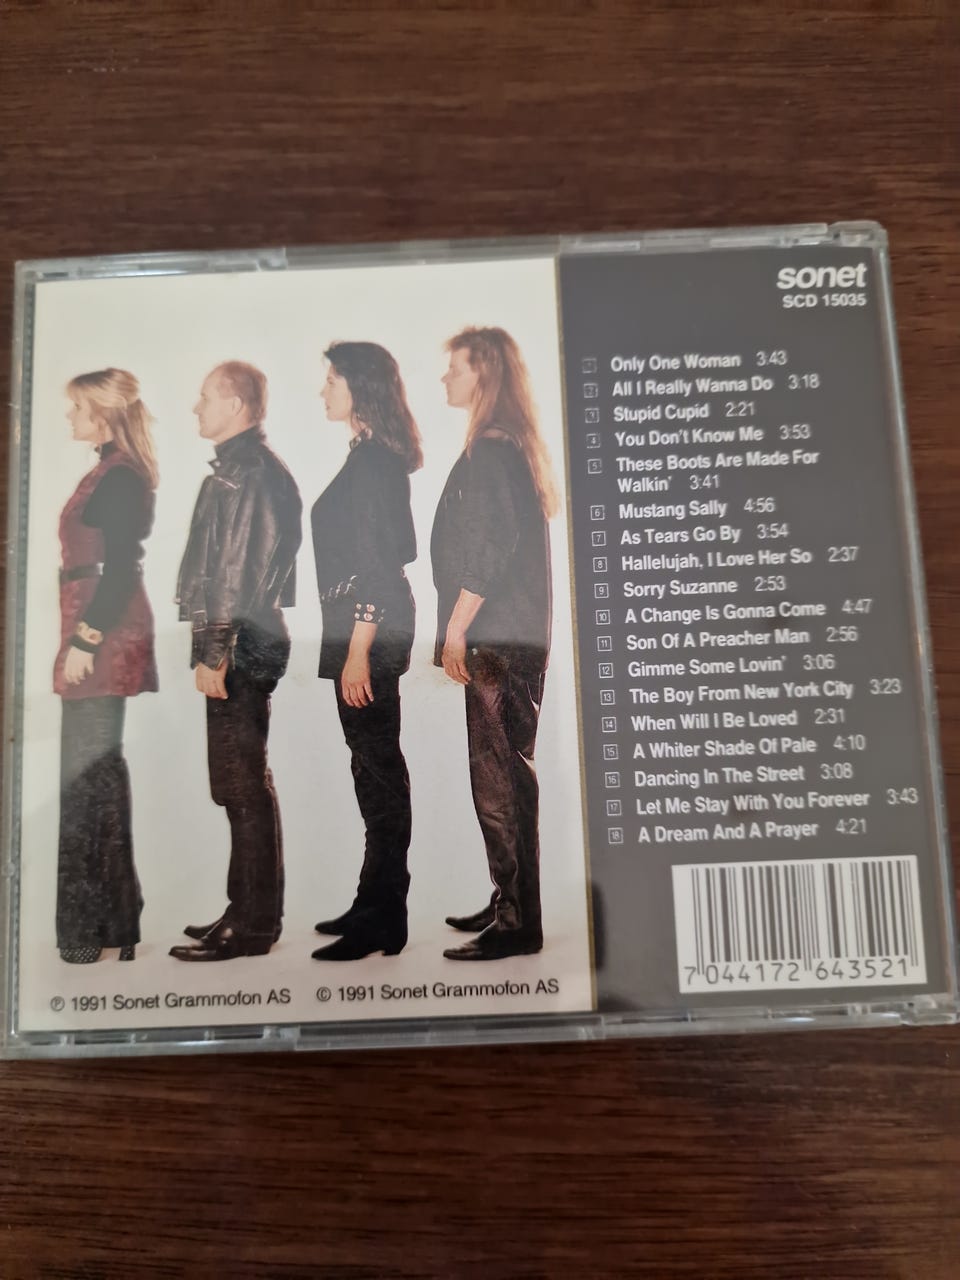 sonet
SCD 15035
1 Only One Woman 3:43
2 All I Really Wanna Do 3:18
3 Stupid Cupid 2:21
4 You Don't Know Me 3:53
5 These Boots Are Made For
Walkin' 3:41
6 Mustang Sally 4:56
7 As Tears Go By 3:54
8 Hallelujah, I Love Her So 2:37
9 Sorry Suzanne 2:53
10 A Change Is Gonna Come 4:47
11 Son Of A Preacher Man 2:56
12 Gimme Some Lovin' 3:06
13 The Boy From New York City 3:23
14 When Will I Be Loved 2:31
15 A Whiter Shade Of Pale 4:10
16 Dancing In The Street 3:08
17 Let Me Stay With You Forever 3:43
18 A Dream And A Prayer 4:21
7 044172 643521
℗ 1991 Sonet Grammofon AS © 1991 Sonet Grammofon AS